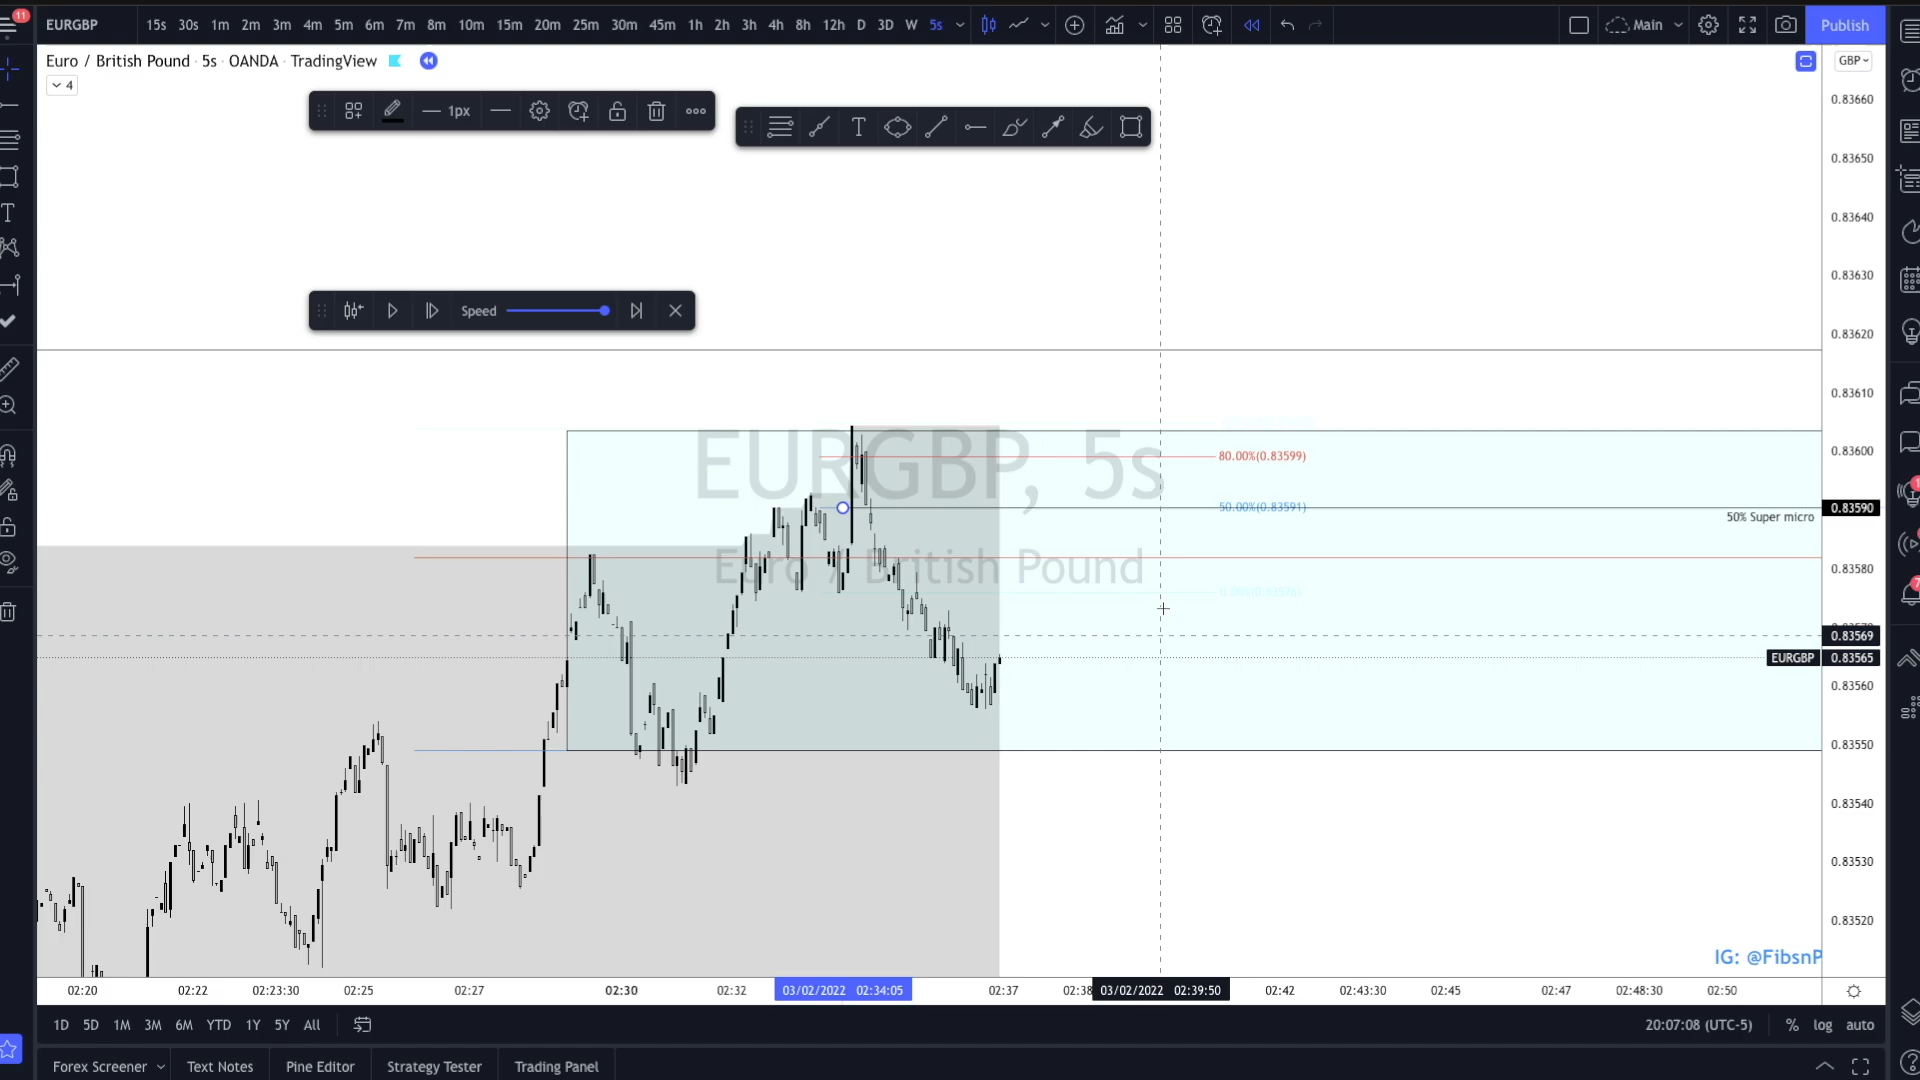 11
EURGBP 15s 30s 1m 2m 3m 4m 5m 6m 7m 8m 10m 15m 20m 25m 30m 45m 1h 2h 3h 4h 8h 12h D 3D W 5s Main Publish
Euro / British Pound · 5s · OANDA · TradingView
GBP
4
1px
T
T
Speed
0.83660
0.83650
0.83640
0.83630
0.83620
0.83610
0.83600
0.83590
0.83580
0.83569
EURGBP 0.83565
0.83560
0.83550
0.83540
0.83530
0.83520
EURGBP, 5s
Euro / British Pound
80.00%(0.83599)
50.00%(0.83591)
50% Super micro
IG: @FibsnP
02:20 02:22 02:23:30 02:25 02:27 02:30 02:32 03/02/2022 02:34:05 02:37 02:38 03/02/2022 02:39:50 02:42 02:43:30 02:45 02:47 02:48:30 02:50
1D 5D 1M 3M 6M YTD 1Y 5Y All 20:07:08 (UTC-5) % log auto
Forex Screener Text Notes Pine Editor Strategy Tester Trading Panel